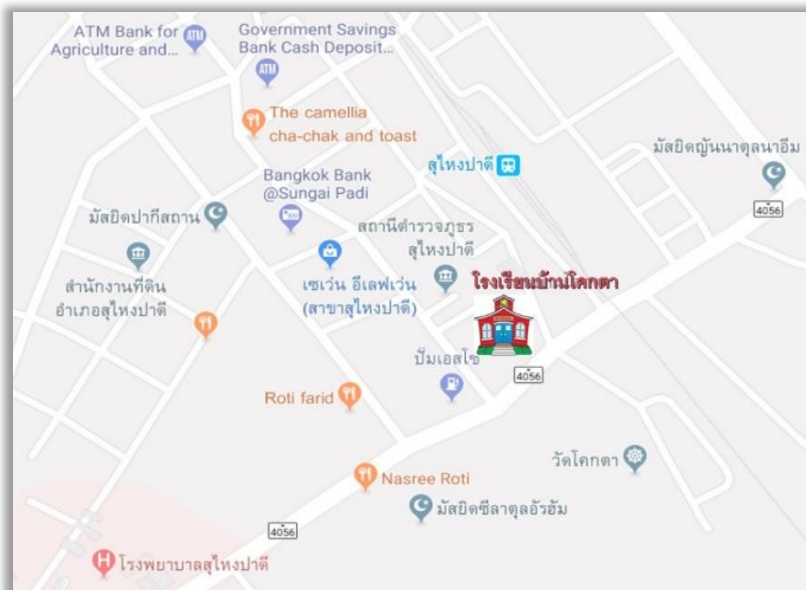 ATM Bank for
Agriculture and...
Government Savings
Bank Cash Deposit...
The camellia
cha-chak and toast
สุไหงปาดี
มัสยิดญันนาตุลนาอีม
4056
Bangkok Bank
@Sungai Padi
มัสยิดปากีสถาน
สถานีตำรวจภูธร
สุไหงปาดี
สำนักงานที่ดิน
อำเภอสุไหงปาดี
เซเว่น อีเลฟเว่น
(สาขาสุไหงปาดี)
โรงเรียนบ้านโคกตา
ปั๊มเอสโซ่
4056
Roti farid
วัดโคกตา
Nasree Roti
มัสยิดซีลาตุลอัรฮัม
4056
โรงพยาบาลสุไหงปาดี